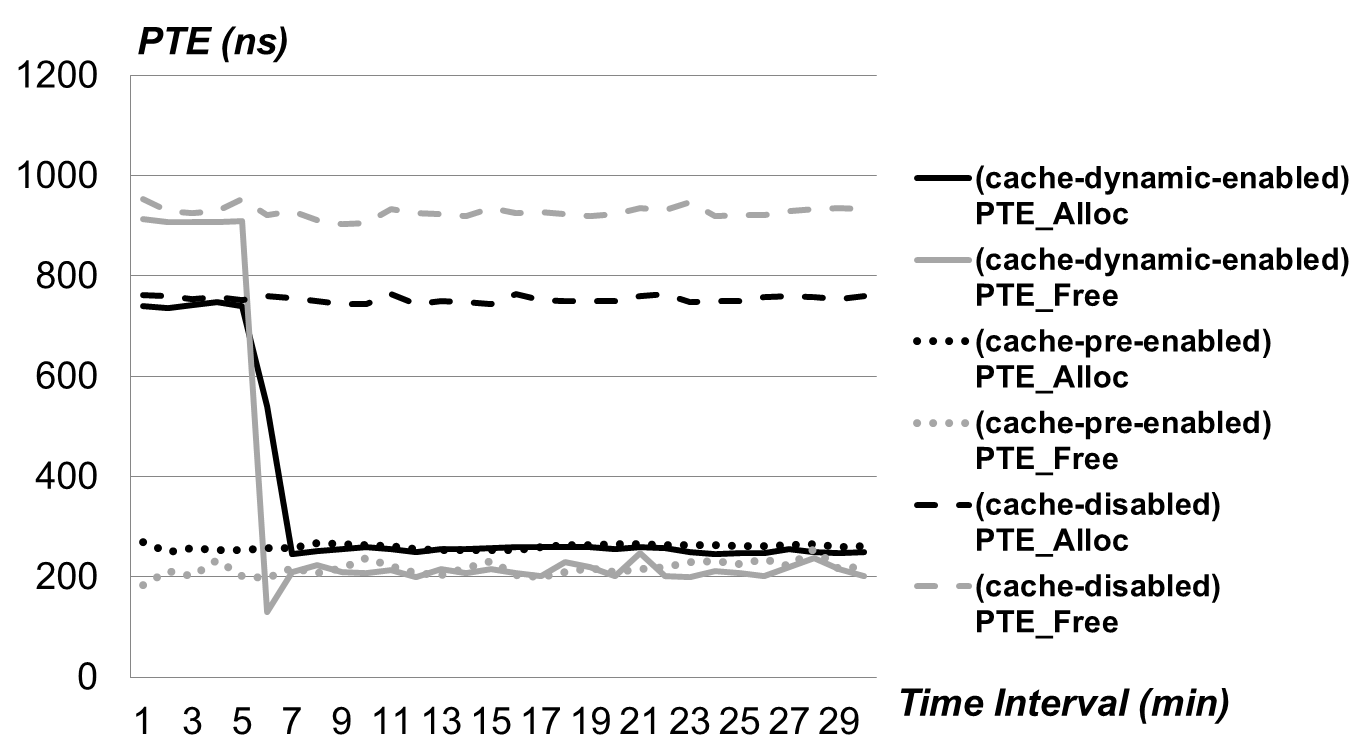 PTE (ns)
1200
1000
800
600
400
200
0
1 3 5 7 9 11 13 15 17 19 21 23 25 27 29
Time Interval (min)
(cache-dynamic-enabled)
PTE_Alloc
(cache-dynamic-enabled)
PTE_Free
(cache-pre-enabled)
PTE_Alloc
(cache-pre-enabled)
PTE_Free
(cache-disabled)
PTE_Alloc
(cache-disabled)
PTE_Free